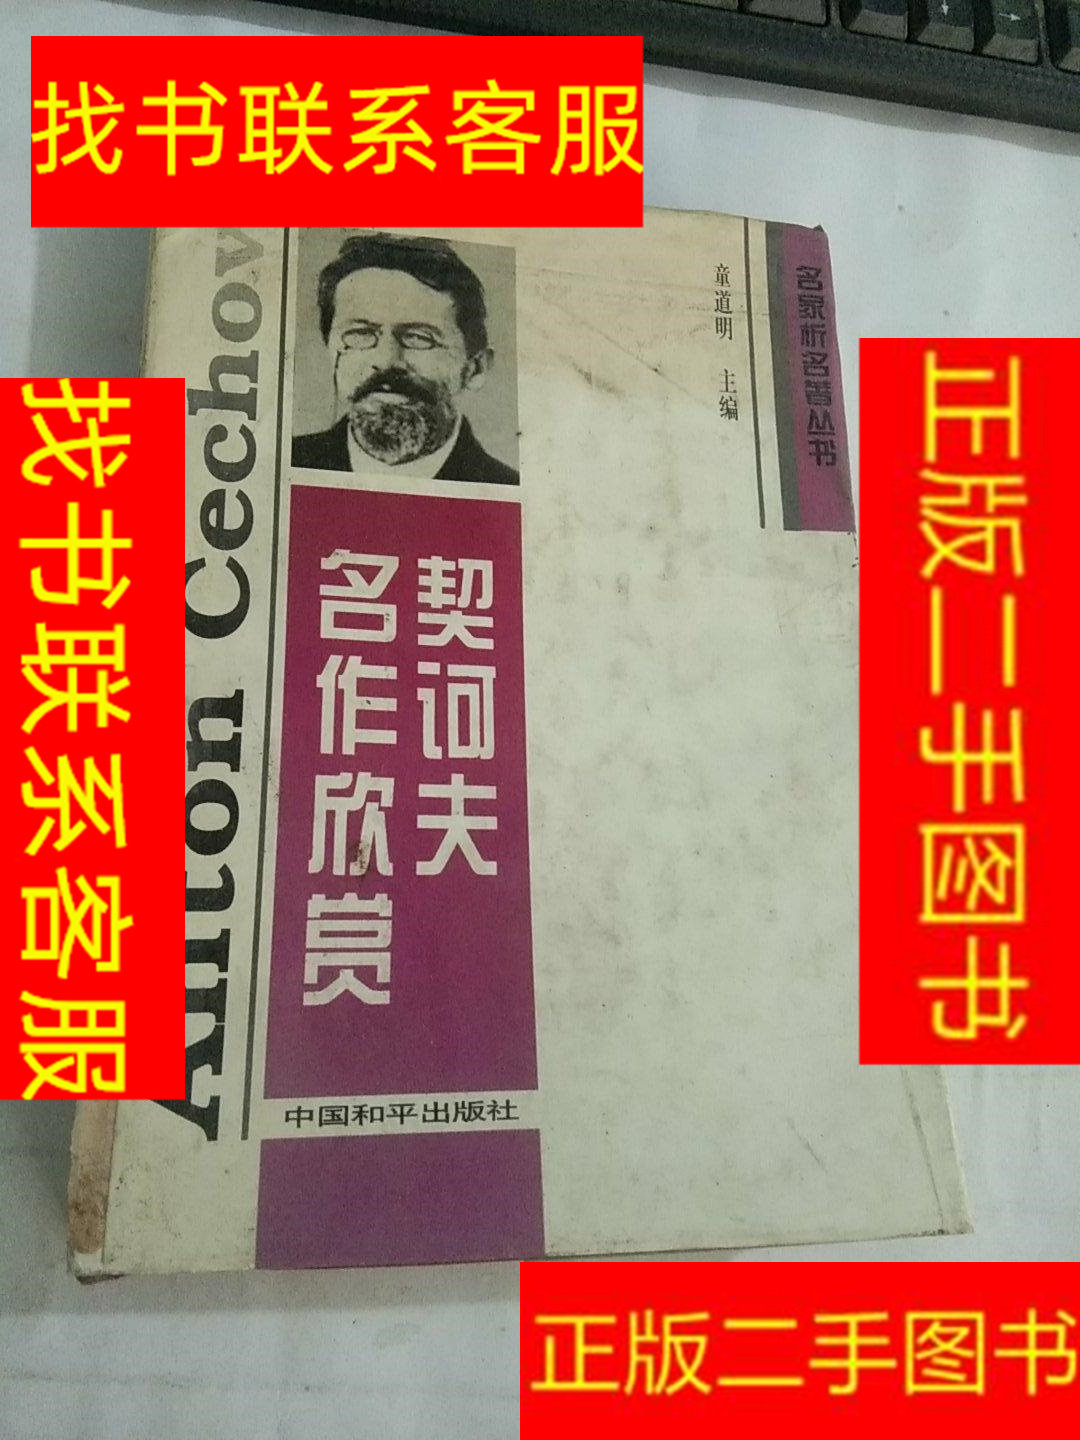 找书联系客服
找书联系客服
正版二手图书
正版二手图书
Anton Cechov
童道明 主编
名家析名著丛书
契诃夫
名作欣赏
中国和平出版社